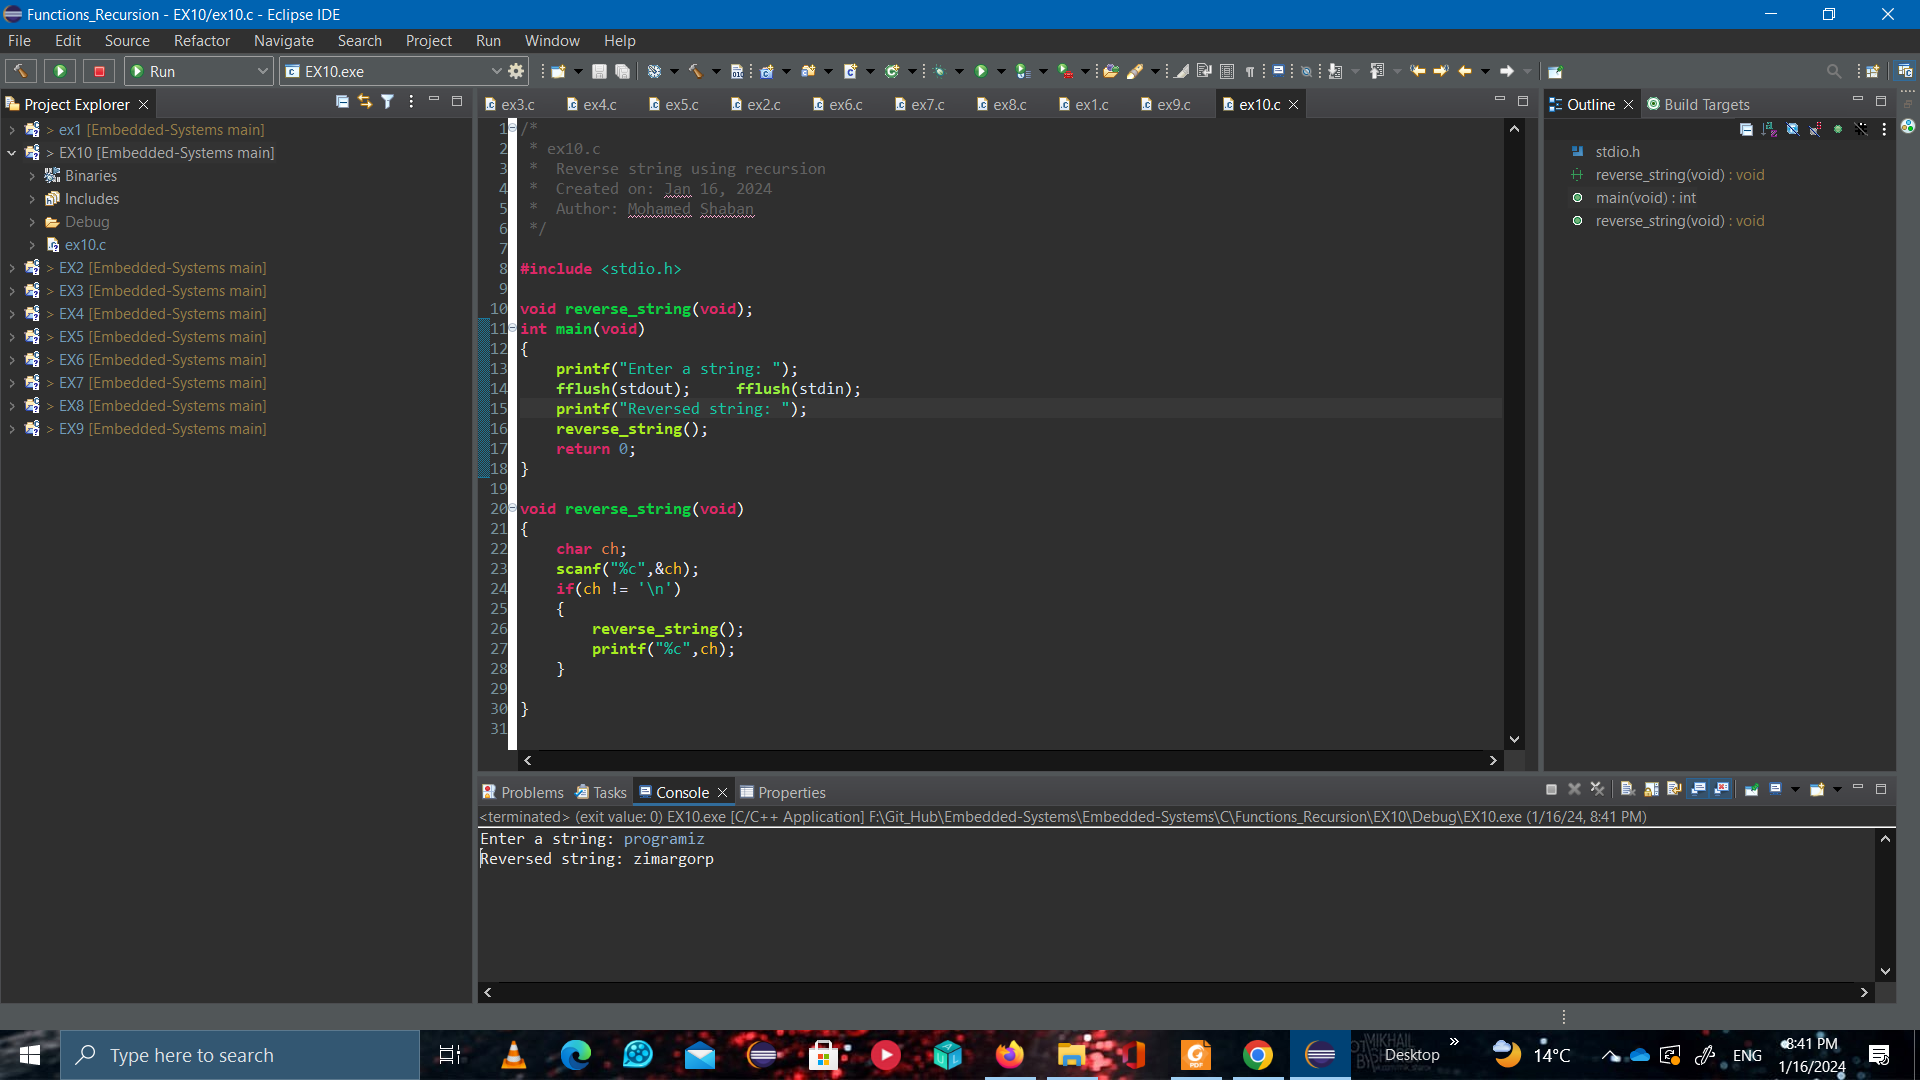 Functions_Recursion - EX10/ex10.c - Eclipse IDE
File Edit Source Refactor Navigate Search Project Run Window Help
Run EX10.exe
Project Explorer
> ex1 [Embedded-Systems main]
> EX10 [Embedded-Systems main]
Binaries
Includes
Debug
ex10.c
> EX2 [Embedded-Systems main]
> EX3 [Embedded-Systems main]
> EX4 [Embedded-Systems main]
> EX5 [Embedded-Systems main]
> EX6 [Embedded-Systems main]
> EX7 [Embedded-Systems main]
> EX8 [Embedded-Systems main]
> EX9 [Embedded-Systems main]
ex3.c ex4.c ex5.c ex2.c ex6.c ex7.c ex8.c ex1.c ex9.c ex10.c
1 /*
2 * ex10.c
3 * Reverse string using recursion
4 * Created on: Jan 16, 2024
5 * Author: Mohamed Shaban
6 */
7
8 #include <stdio.h>
9
10 void reverse_string(void);
11 int main(void)
12 {
13 printf("Enter a string: ");
14 fflush(stdout); fflush(stdin);
15 printf("Reversed string: ");
16 reverse_string();
17 return 0;
18 }
19
20 void reverse_string(void)
21 {
22 char ch;
23 scanf("%c",&ch);
24 if(ch != '\n')
25 {
26 reverse_string();
27 printf("%c",ch);
28 }
29
30 }
31
Outline Build Targets
stdio.h
reverse_string(void) : void
main(void) : int
reverse_string(void) : void
Problems Tasks Console Properties
<terminated> (exit value: 0) EX10.exe [C/C++ Application] F:\Git_Hub\Embedded-Systems\Embedded-Systems\C\Functions_Recursion\EX10\Debug\EX10.exe (1/16/24, 8:41 PM)
Enter a string: programiz
Reversed string: zimargorp
Type here to search
Desktop
14°C
ENG
8:41 PM
1/16/2024